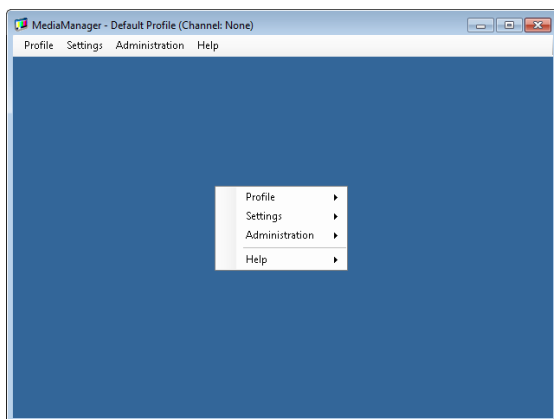 MediaManager - Default Profile (Channel: None)
Profile Settings Administration Help
Profile
Settings
Administration
Help